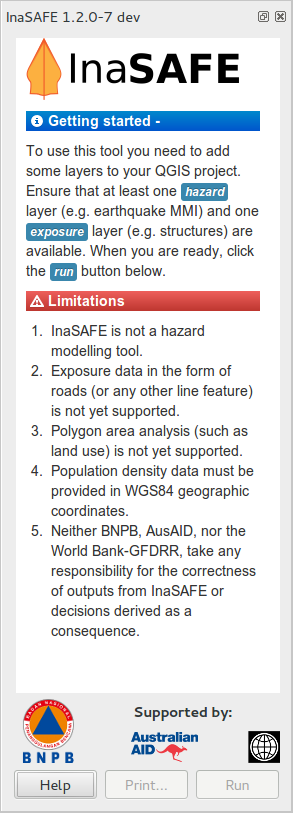 InaSAFE 1.2.0-7 dev
InaSAFE
Getting started -
To use this tool you need to add
some layers to your QGIS project.
Ensure that at least one hazard
layer (e.g. earthquake MMI) and one
exposure layer (e.g. structures) are
available. When you are ready, click
the run button below.
Limitations
1. InaSAFE is not a hazard
modelling tool.
2. Exposure data in the form of
roads (or any other line feature)
is not yet supported.
3. Polygon area analysis (such as
land use) is not yet supported.
4. Population density data must be
provided in WGS84 geographic
coordinates.
5. Neither BNPB, AusAID, nor the
World Bank-GFDRR, take any
responsibility for the correctness
of outputs from InaSAFE or
decisions derived as a
consequence.
BADAN NASIONAL
PENANGGULANGAN BENCANA
BNPB
Supported by:
Australian
AID
Help
Print...
Run